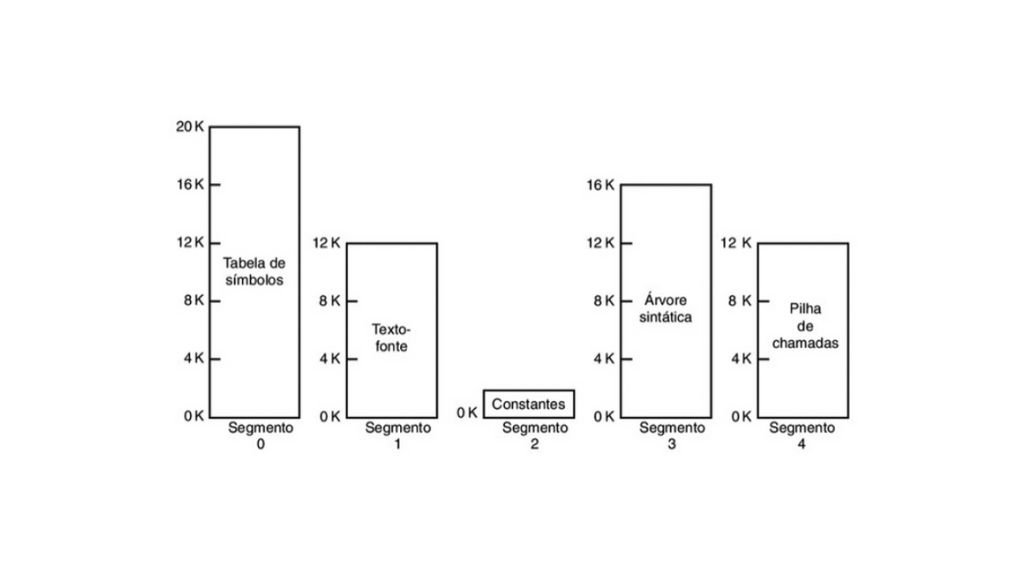 20 K
16 K
12 K
8 K
4 K
0 K
Tabela de
símbolos
Segmento
0
12 K
8 K
4 K
0 K
Texto-
fonte
Segmento
1
0 K
Constantes
Segmento
2
16 K
12 K
8 K
4 K
0 K
Árvore
sintática
Segmento
3
12 K
8 K
4 K
0 K
Pilha
de
chamadas
Segmento
4